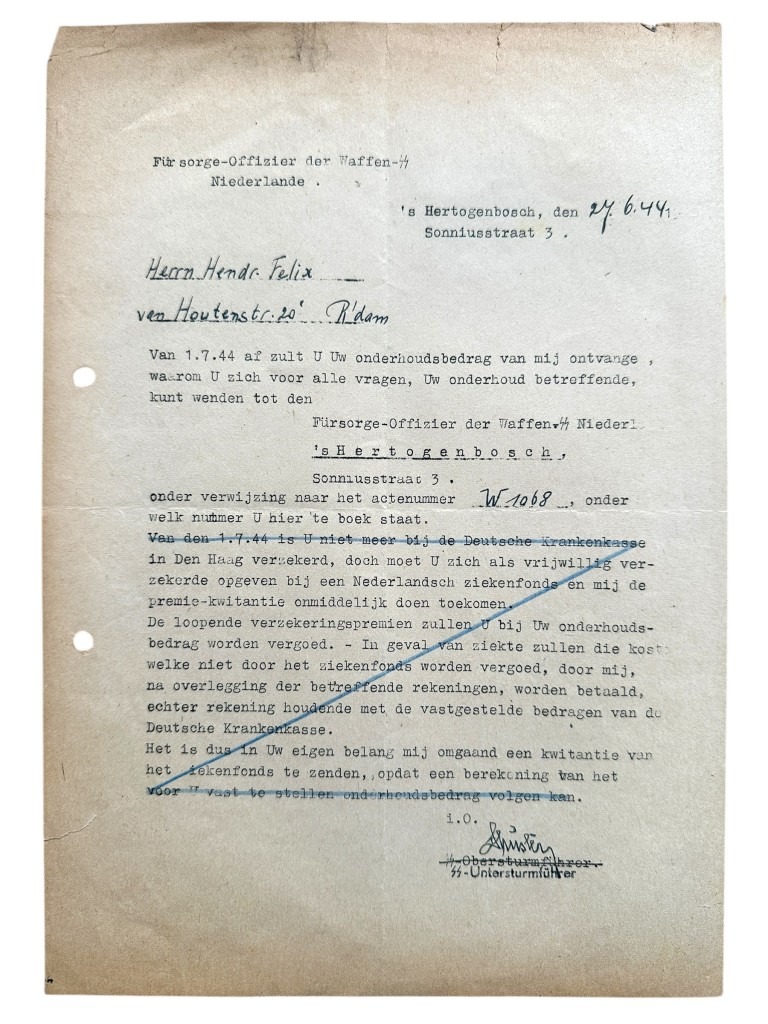 Fürsorge-Offizier der Waffen-SS
Niederlande .
's Hertogenbosch, den 27.6.44.
Sonniusstraat 3 .
Herrn Hendr. Felix
van Houtenstr. 20' R'dam
Van 1.7.44 af zult U Uw onderhoudsbedrag van mij ontvange ,
waarom U zich voor alle vragen, Uw onderhoud betreffende,
kunt wenden tot den
Fürsorge-Offizier der Waffen-SS Niederl
'sHertogenbosch,
Sonniusstraat 3 .
onder verwijzing naar het actenummer W 1068 , onder
welk nummer U hier te boek staat.
Van den 1.7.44 is U niet meer bij de Deutsche Krankenkasse
in Den Haag verzekerd, doch moet U zich als vrijwillig ver-
zekerde opgeven bij een Nederlandsch ziekenfonds en mij de
premie-kwitantie onmiddelijk doen toekomen.
De loopende verzekeringspremien zullen U bij Uw onderhouds-
bedrag worden vergoed. - In geval van ziekte zullen die kost
welke niet door het ziekenfonds worden vergoed, door mij,
na overlegging der betreffende rekeningen, worden betaald,
echter rekening houdende met de vastgestelde bedragen van de
Deutsche Krankenkasse.
Het is dus in Uw eigen belang mij omgaand een kwitantie van
het iekenfonds te zenden, opdat een berekening van het
voor U vast te stellen onderhoudsbedrag volgen kan.
i.O.
SS-Obersturmführer.
SS-Untersturmführer